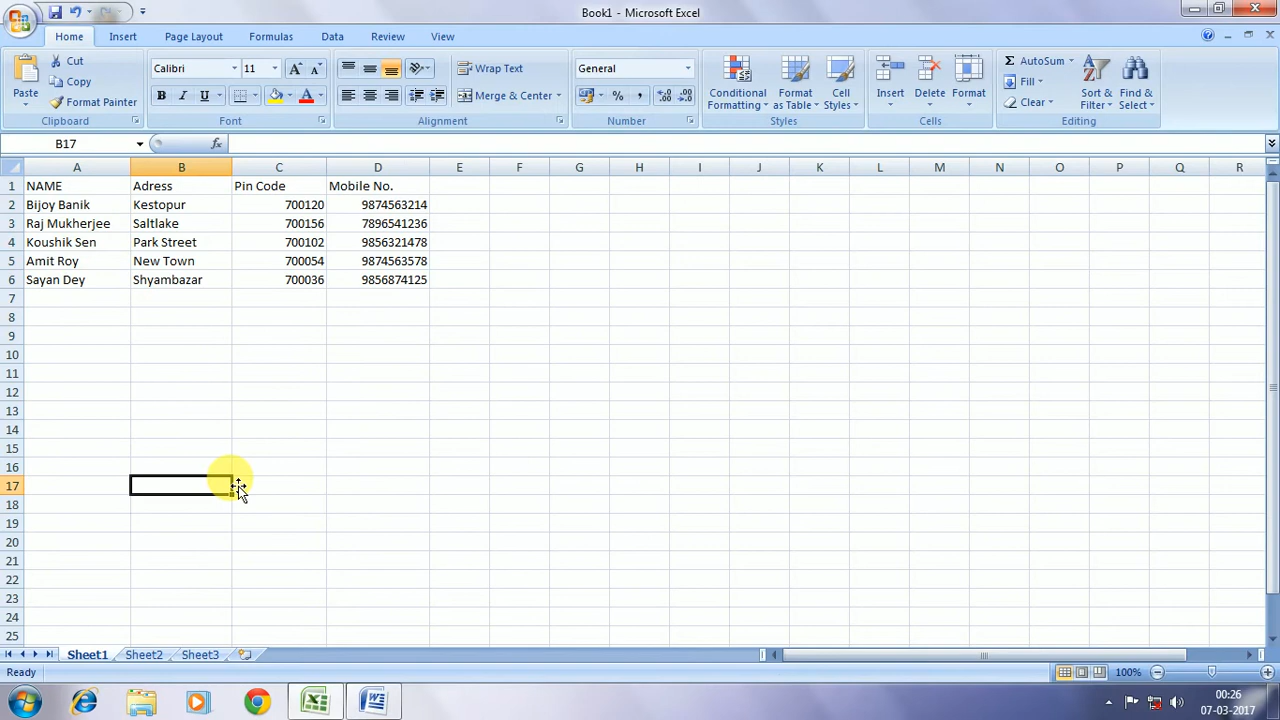 Book1 - Microsoft Excel
Home Insert Page Layout Formulas Data Review View
Paste Cut Copy Format Painter Clipboard
Calibri 11 B I U A Font
Wrap Text Merge & Center Alignment
General % , Number
Conditional Formatting Format as Table Cell Styles Styles
Insert Delete Format Cells
Σ AutoSum Fill Clear Sort & Filter Find & Select Editing
B17 fx
A B C D E F G H I J K L M N O P Q R
1 NAME Adress Pin Code Mobile No.
2 Bijoy Banik Kestopur 700120 9874563214
3 Raj Mukherjee Saltlake 700156 7896541236
4 Koushik Sen Park Street 700102 9856321478
5 Amit Roy New Town 700054 9874563578
6 Sayan Dey Shyambazar 700036 9856874125
7
8
9
10
11
12
13
14
15
16
17
18
19
20
21
22
23
24
25
Sheet1 Sheet2 Sheet3
Ready 100%
00:26
07-03-2017